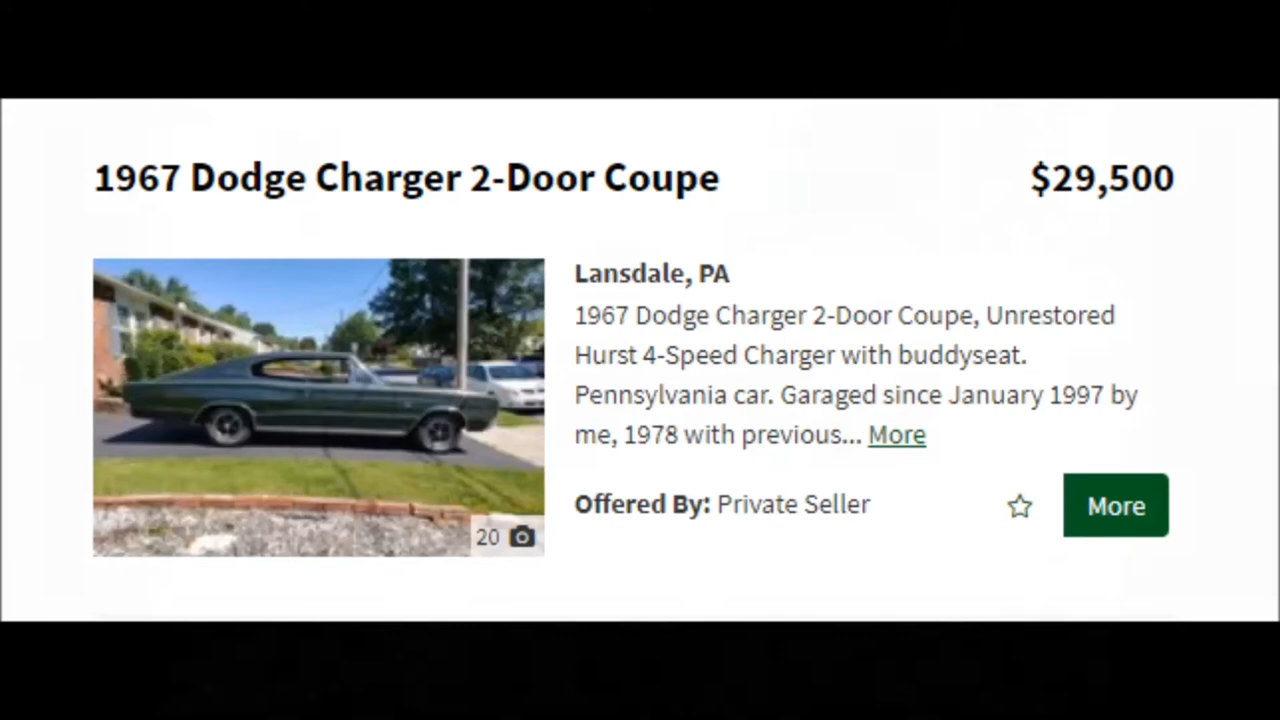 1967 Dodge Charger 2-Door Coupe
$29,500
Lansdale, PA
1967 Dodge Charger 2-Door Coupe, Unrestored
Hurst 4-Speed Charger with buddyseat.
Pennsylvania car. Garaged since January 1997 by
me, 1978 with previous... More
Offered By: Private Seller
More
20